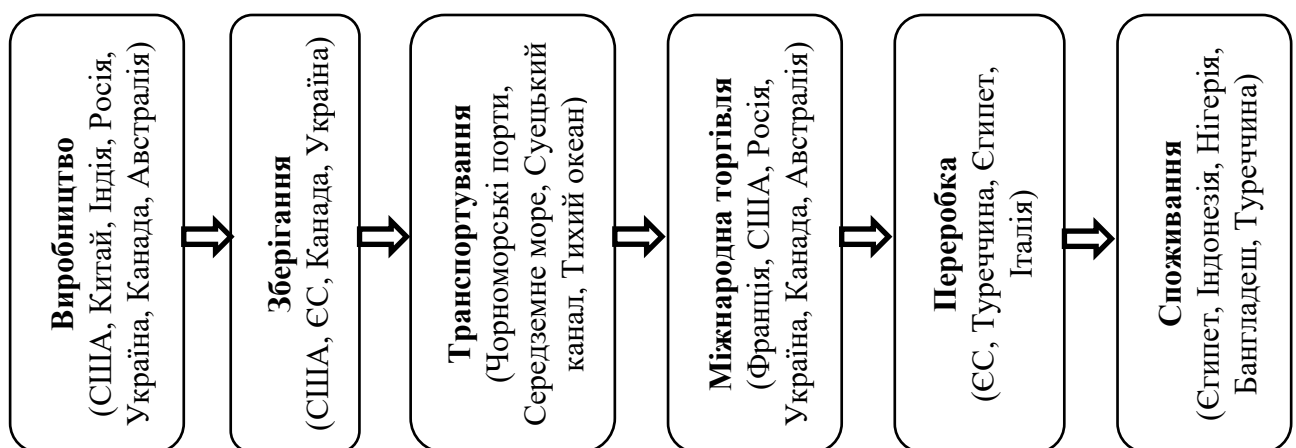 Виробництво
(США, Китай, Індія, Росія,
Україна, Канада, Австралія)
Зберігання
(США, ЄС, Канада, Україна)
Транспортування
(Чорноморські порти,
Середземне море, Суецький
канал, Тихий океан)
Міжнародна торгівля
(Франція, США, Росія,
Україна, Канада, Австралія)
Переробка
(ЄС, Туреччина, Єгипет,
Італія)
Споживання
(Єгипет, Індонезія, Нігерія,
Бангладеш, Туреччина)